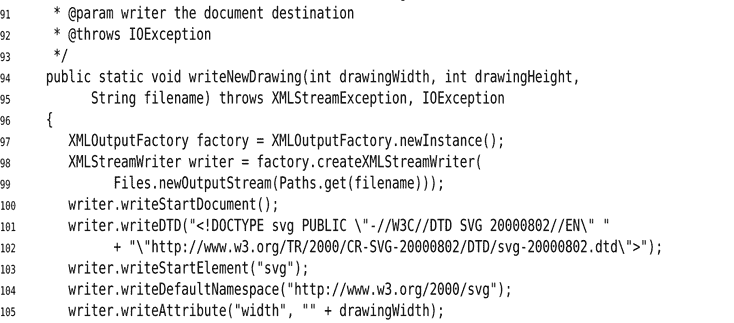 91 * @param writer the document destination
92 * @throws IOException
93 */
94 public static void writeNewDrawing(int drawingWidth, int drawingHeight,
95 String filename) throws XMLStreamException, IOException
96 {
97 XMLOutputFactory factory = XMLOutputFactory.newInstance();
98 XMLStreamWriter writer = factory.createXMLStreamWriter(
99 Files.newOutputStream(Paths.get(filename)));
100 writer.writeStartDocument();
101 writer.writeDTD("<!DOCTYPE svg PUBLIC \"-//W3C//DTD SVG 20000802//EN\" "
102 + "\"http://www.w3.org/TR/2000/CR-SVG-20000802/DTD/svg-20000802.dtd\">");
103 writer.writeStartElement("svg");
104 writer.writeDefaultNamespace("http://www.w3.org/2000/svg");
105 writer.writeAttribute("width", "" + drawingWidth);